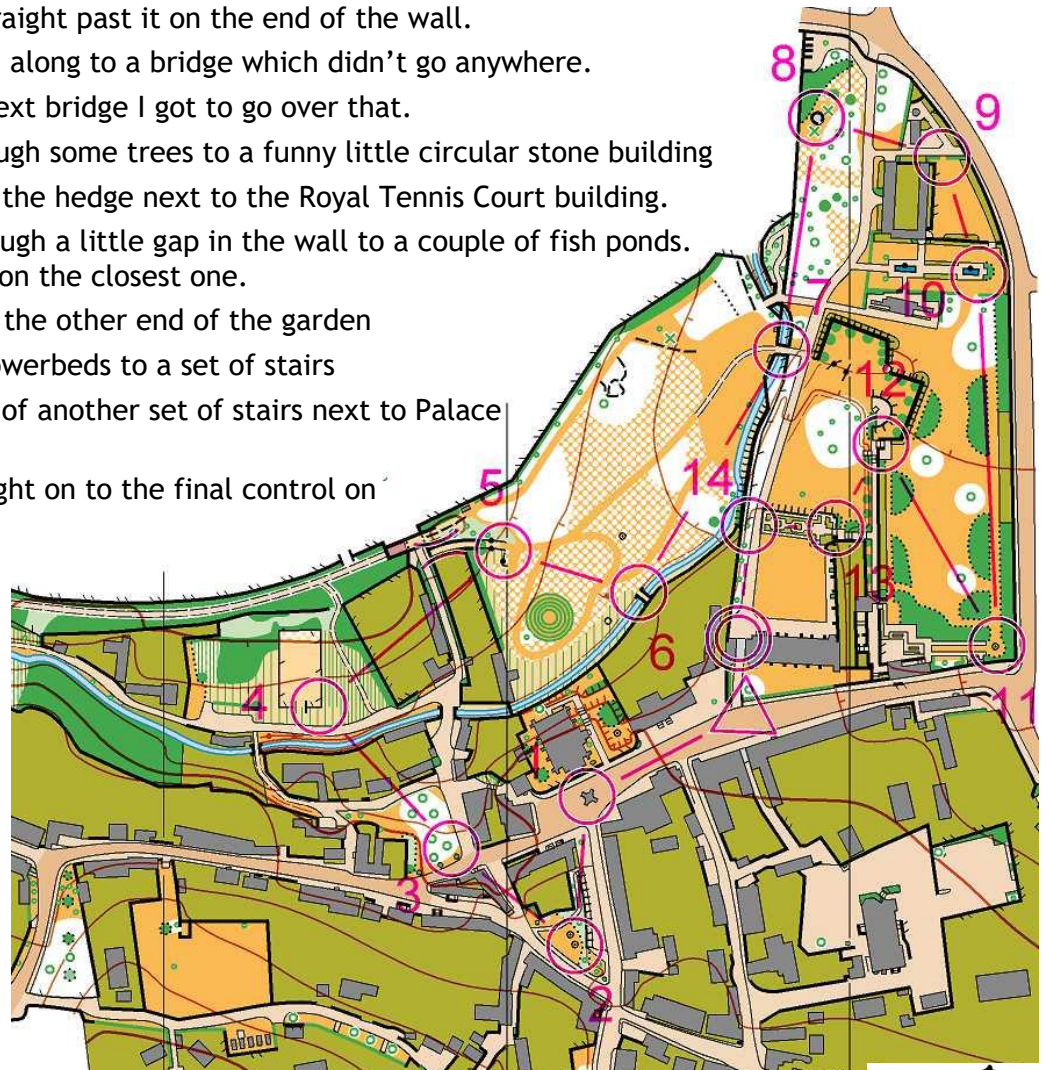 raight past it on the end of the wall.
along to a bridge which didn't go anywhere.
ext bridge I got to go over that.
ugh some trees to a funny little circular stone building
the hedge next to the Royal Tennis Court building.
ugh a little gap in the wall to a couple of fish ponds.
on the closest one.
the other end of the garden
owerbeds to a set of stairs
of another set of stairs next to Palace
ght on to the final control on
8
9
7
10
12
14
5
13
6
4
11
1
3
2